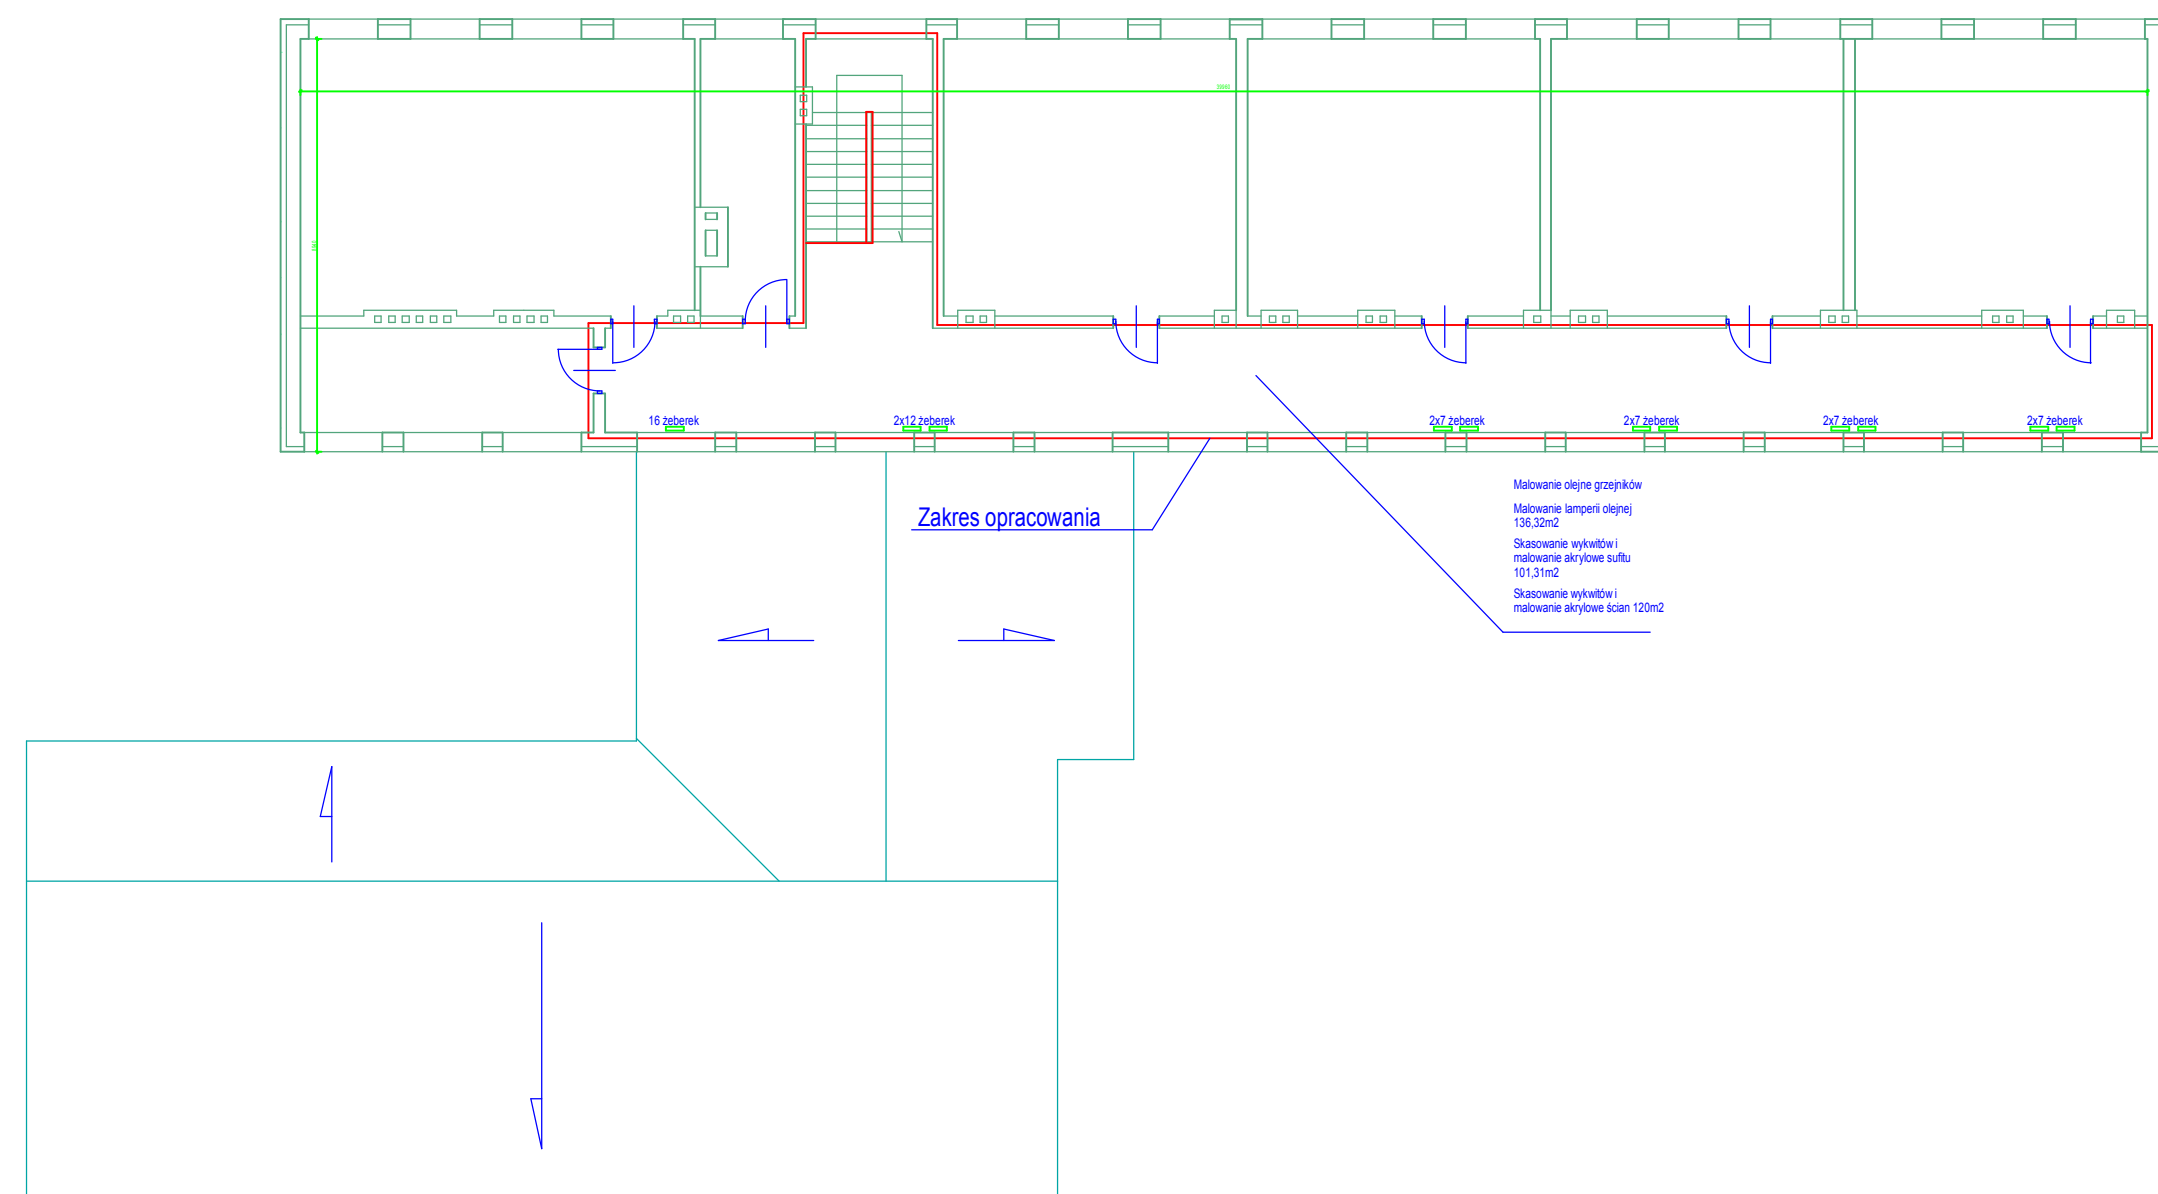 16 żeberek
2x12 żeberek
2x7 żeberek
2x7 żeberek
2x7 żeberek
2x7 żeberek
Zakres opracowania
Malowanie olejne grzejników
Malowanie lamperii olejnej
136,32m2
Skasowanie wykwitów i
malowanie akrylowe sufitu
101,31m2
Skasowanie wykwitów i
malowanie akrylowe ścian 120m2